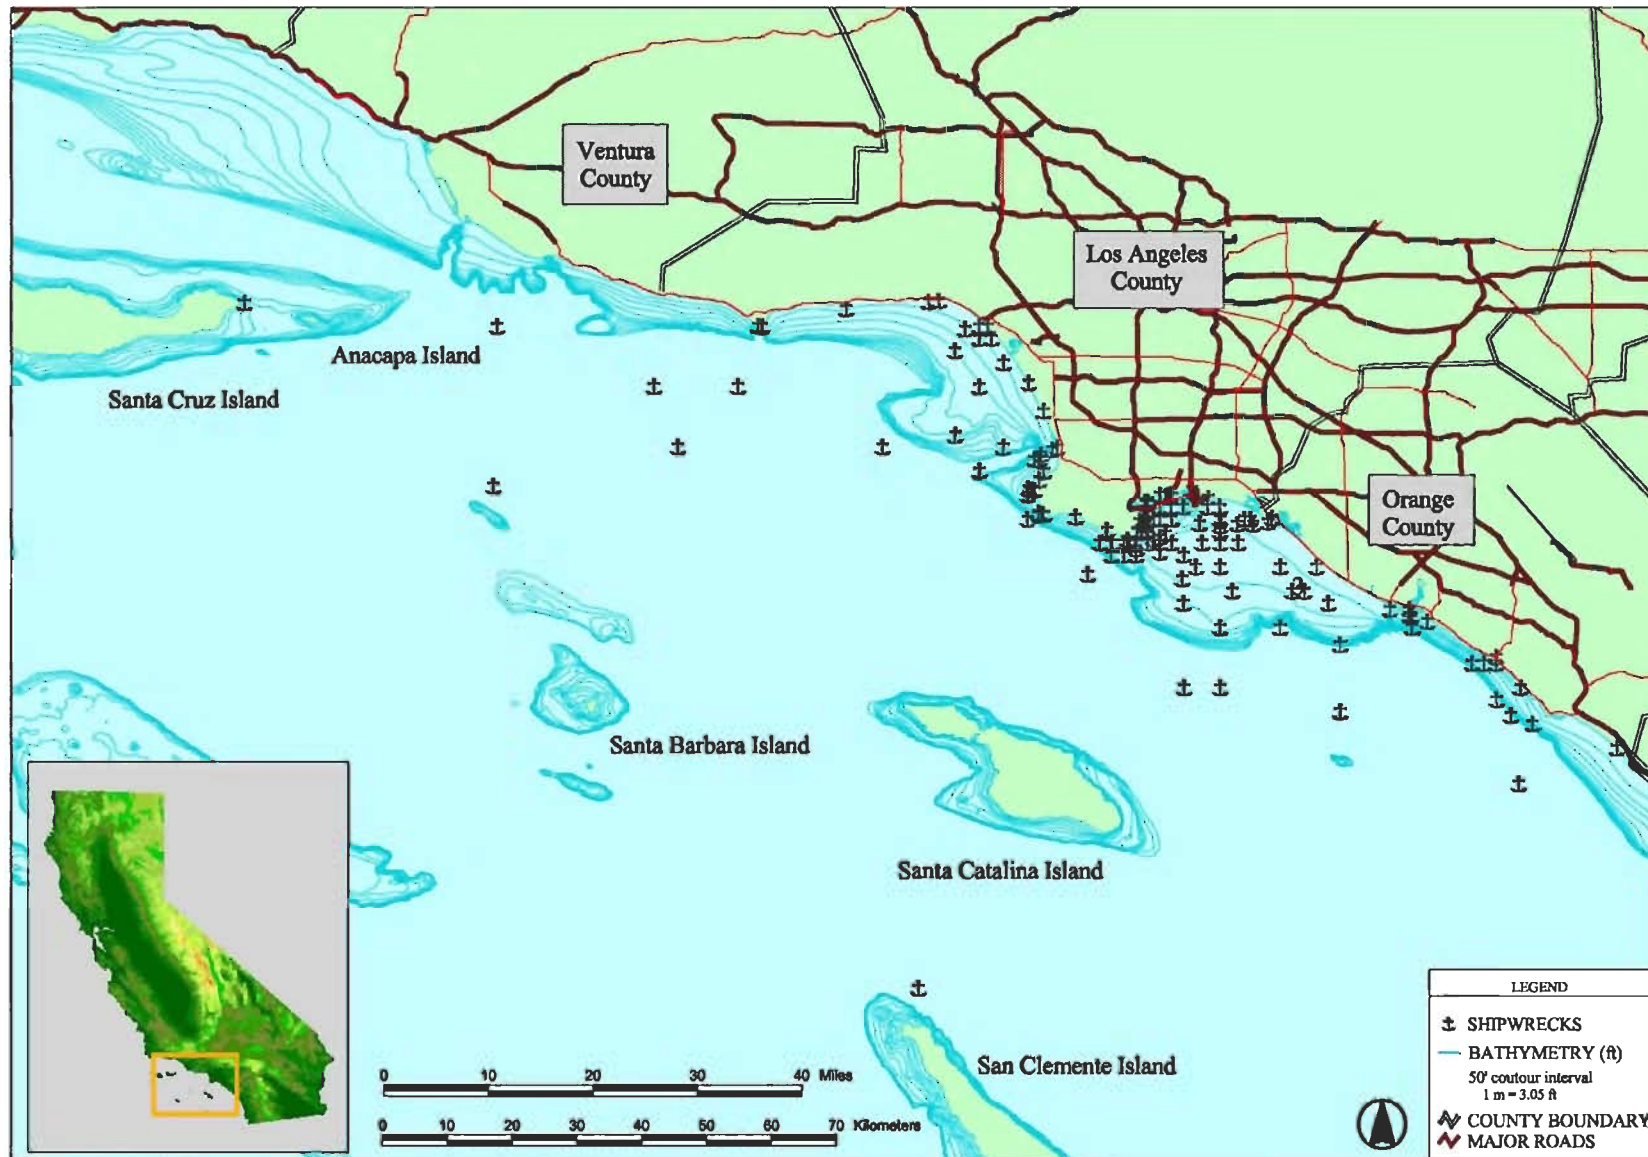 Ventura
County
Los Angeles
County
Anacapa Island
Santa Cruz Island
Orange
County
Santa Barbara Island
Santa Catalina Island
San Clemente Island
0 10 20 30 40 Miles
0 10 20 30 40 50 60 70 Kilometers
LEGEND
SHIPWRECKS
BATHYMETRY (ft)
50' coutour interval
1 m = 3.05 ft
COUNTY BOUNDARY
MAJOR ROADS